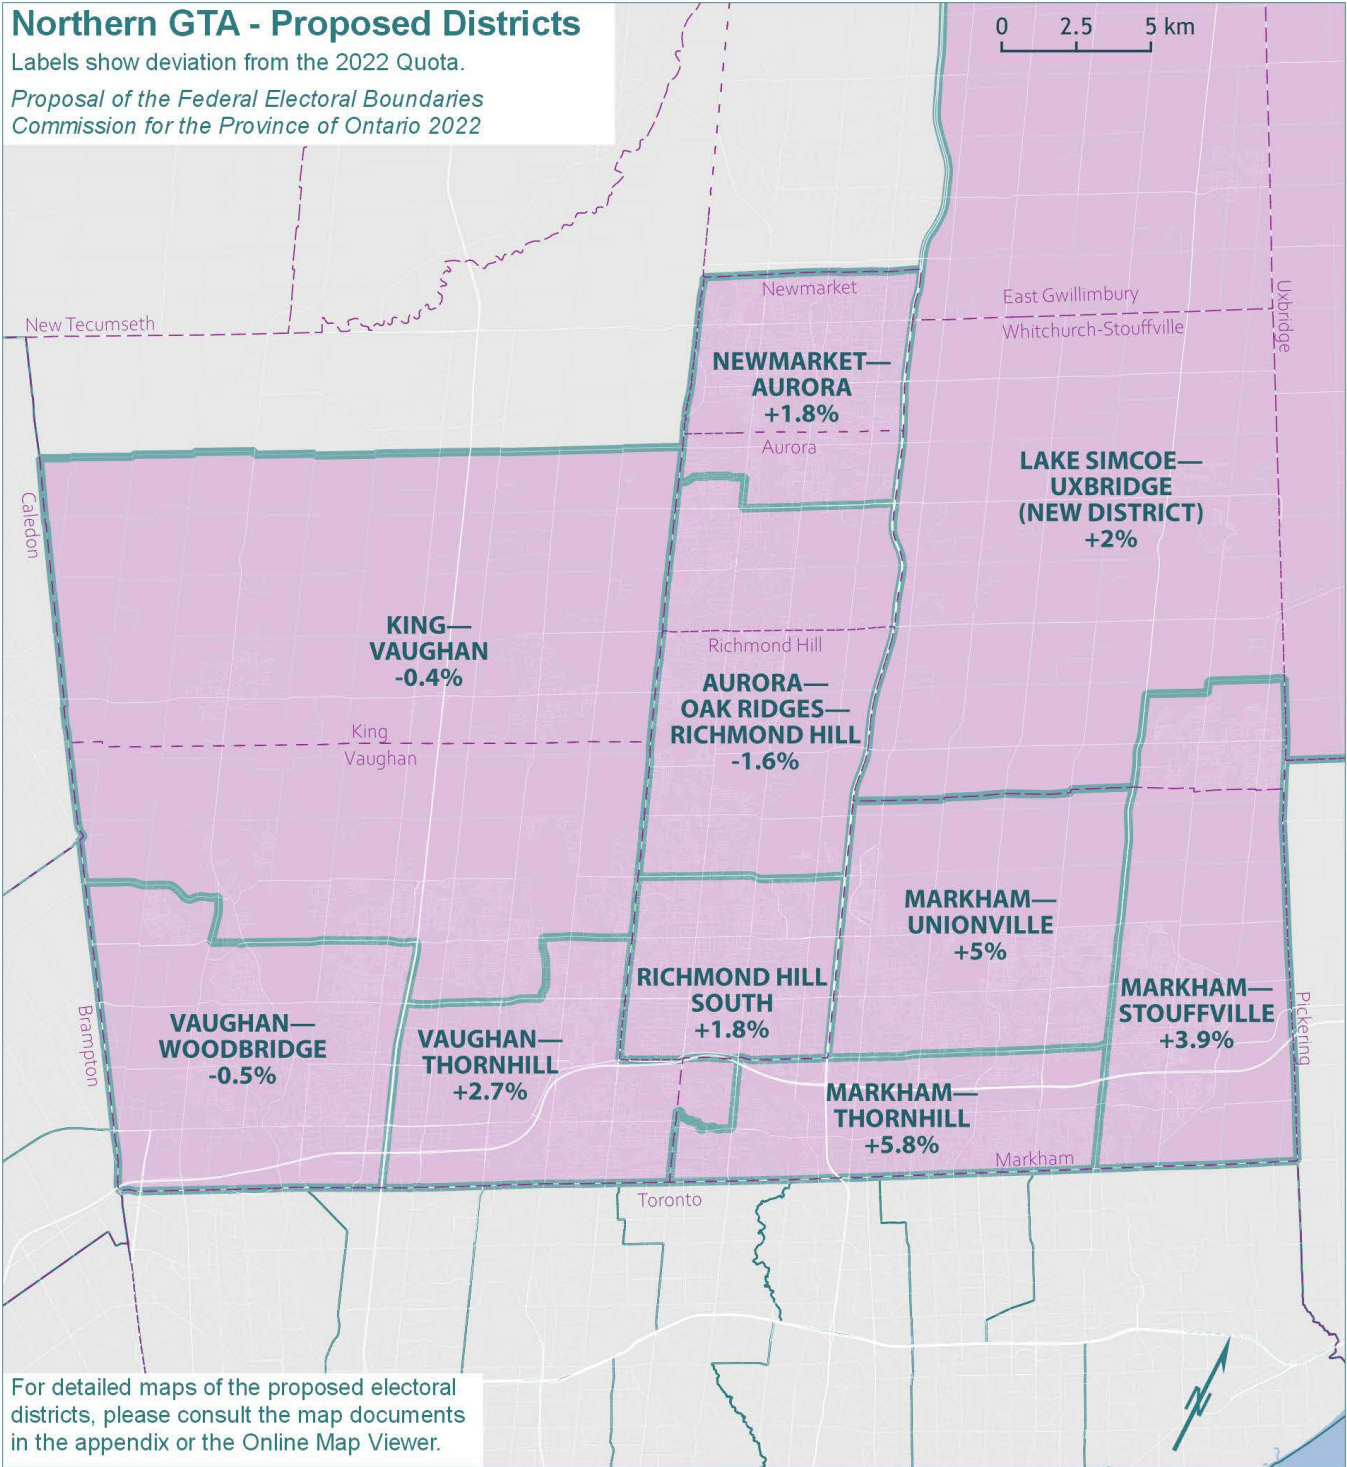 Northern GTA - Proposed Districts
Labels show deviation from the 2022 Quota.
Proposal of the Federal Electoral Boundaries
Commission for the Province of Ontario 2022
0 2.5 5 km
Newmarket
East Gwillimbury
Whitchurch-Stouffville
Uxbridge
New Tecumseth
NEWMARKET—
AURORA
+1.8%
Aurora
LAKE SIMCOE—
UXBRIDGE
(NEW DISTRICT)
+2%
Caledon
KING—
VAUGHAN
-0.4%
King
Vaughan
Richmond Hill
AURORA—
OAK RIDGES—
RICHMOND HILL
-1.6%
MARKHAM—
UNIONVILLE
+5%
RICHMOND HILL
SOUTH
+1.8%
MARKHAM—
STOUFFVILLE
+3.9%
Pickering
Brampton
VAUGHAN—
WOODBRIDGE
-0.5%
VAUGHAN—
THORNHILL
+2.7%
MARKHAM—
THORNHILL
+5.8%
Markham
Toronto
For detailed maps of the proposed electoral
districts, please consult the map documents
in the appendix or the Online Map Viewer.
N